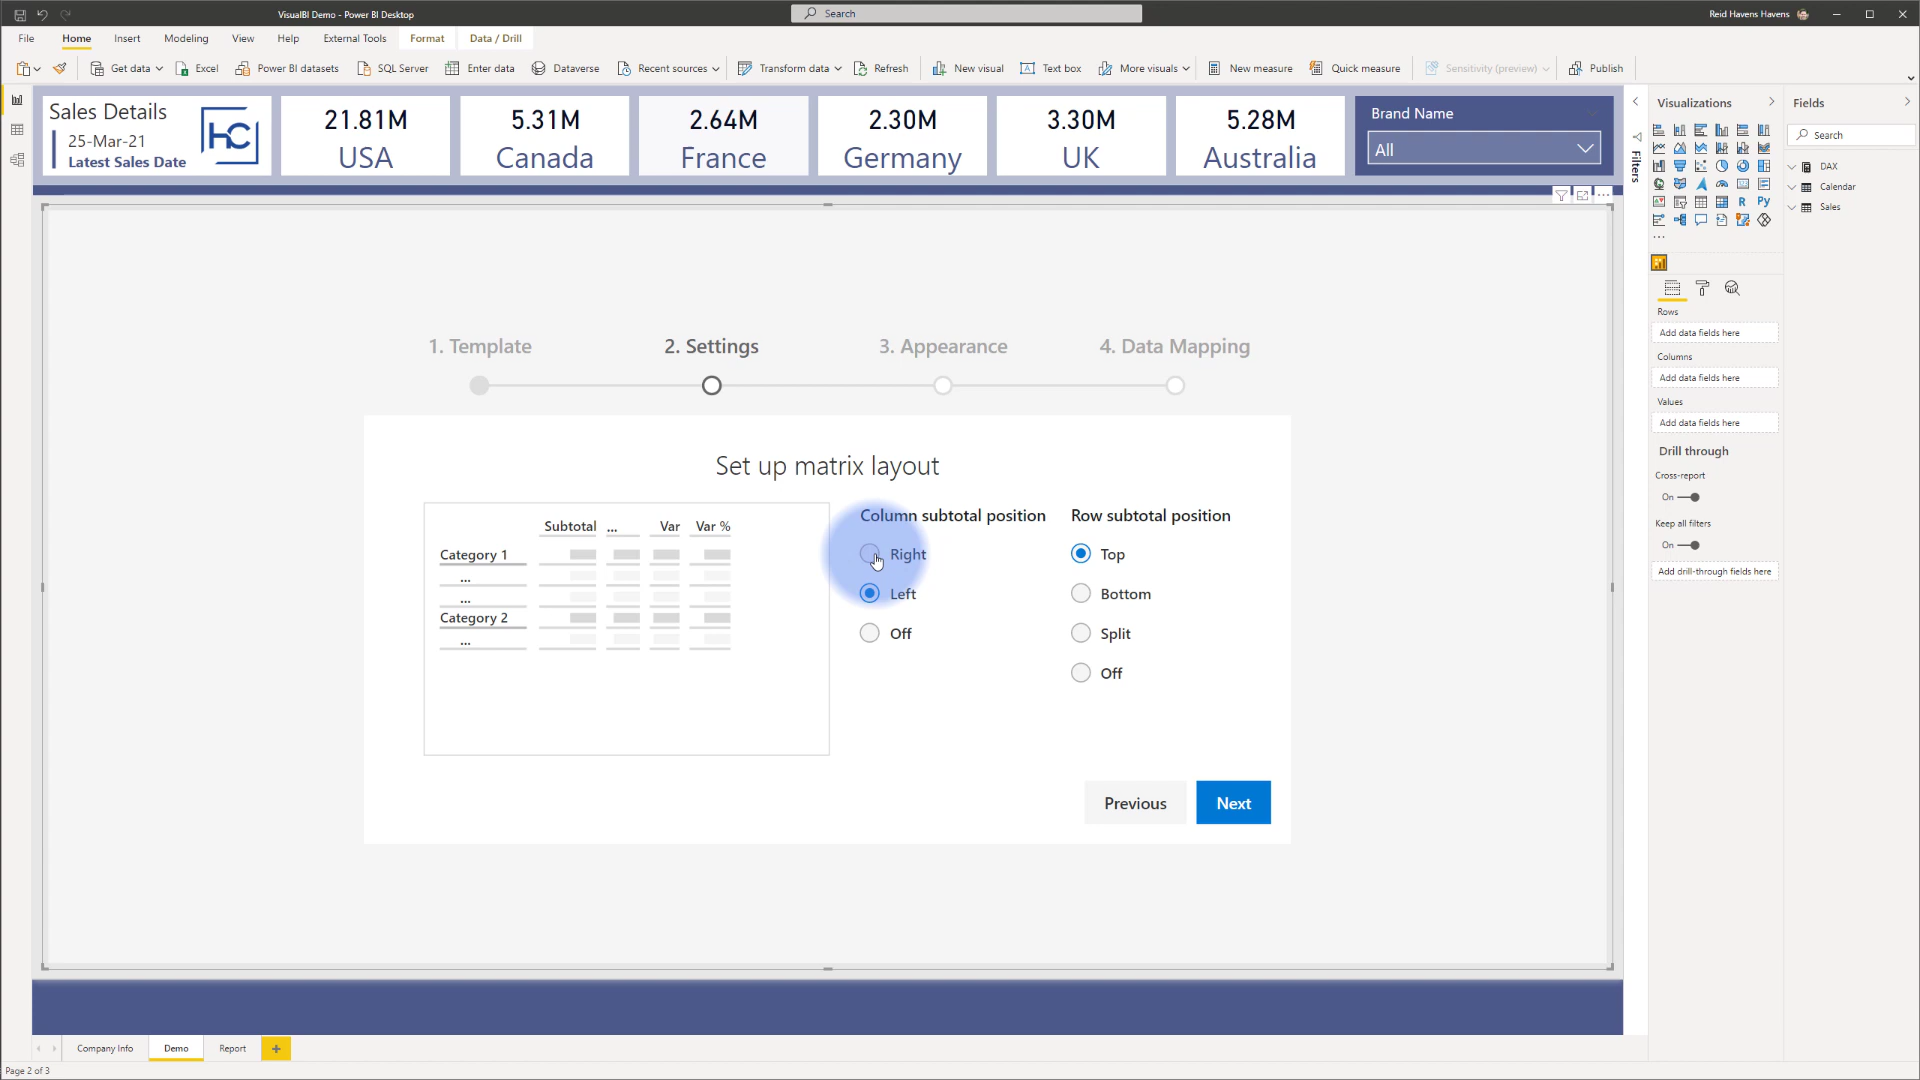 VisualBI Demo - Power BI Desktop
Search
Reid Havens Havens
File
Home
Insert
Modeling
View
Help
External Tools
Format
Data / Drill
Get data
Excel
Power BI datasets
SQL Server
Enter data
Dataverse
Recent sources
Transform data
Refresh
New visual
Text box
More visuals
New measure
Quick measure
Sensitivity (preview)
Publish
Sales Details
25-Mar-21
Latest Sales Date
HC
21.81M
USA
5.31M
Canada
2.64M
France
2.30M
Germany
3.30M
UK
5.28M
Australia
Brand Name
All
1. Template
2. Settings
3. Appearance
4. Data Mapping
Set up matrix layout
Subtotal ... Var Var %
Category 1
...
...
Category 2
...
Column subtotal position
Right
Left
Off
Row subtotal position
Top
Bottom
Split
Off
Previous
Next
Filters
Visualizations
R
Py
...
Rows
Add data fields here
Columns
Add data fields here
Values
Add data fields here
Drill through
Cross-report
On
Keep all filters
On
Add drill-through fields here
Fields
Search
DAX
Calendar
Sales
Company Info
Demo
Report
+
Page 2 of 3